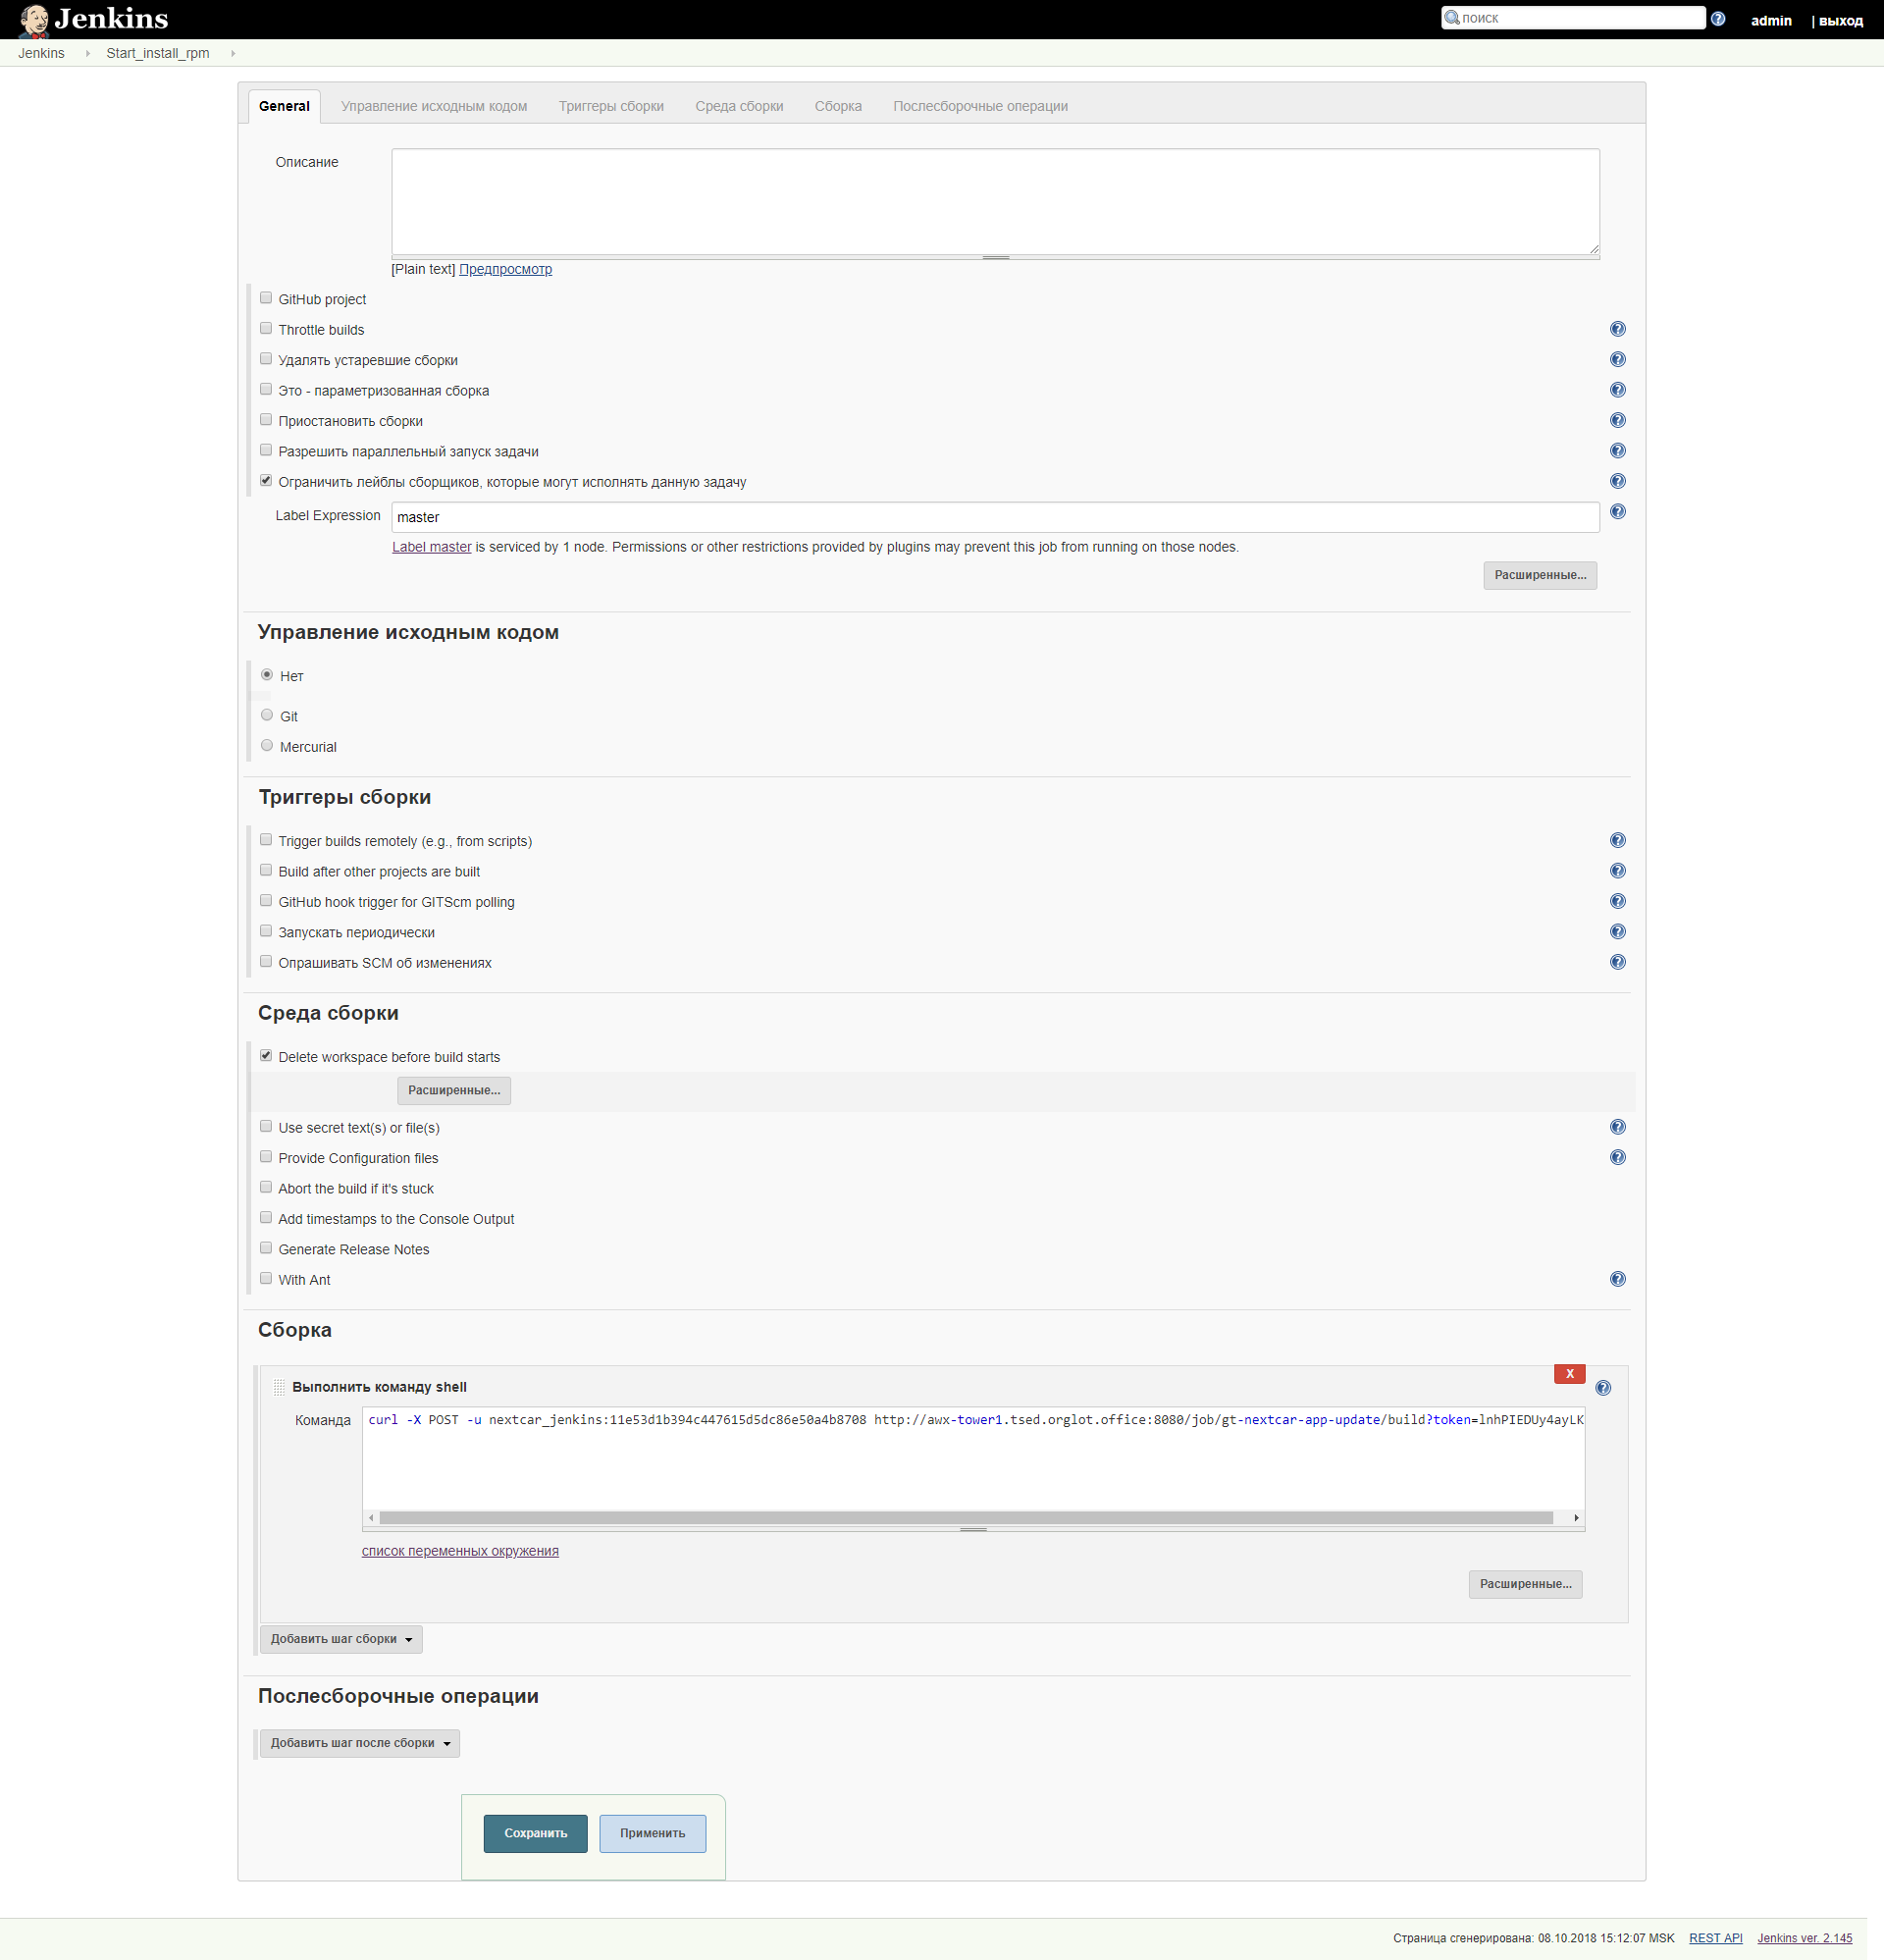 Jenkins
поиск
admin
| выход
Jenkins
Start_install_rpm
General
Управление исходным кодом
Триггеры сборки
Среда сборки
Сборка
Послесборочные операции
Описание
[Plain text] Предпросмотр
GitHub project
Throttle builds
Удалять устаревшие сборки
Это - параметризованная сборка
Приостановить сборки
Разрешить параллельный запуск задачи
Ограничить лейблы сборщиков, которые могут исполнять данную задачу
Label Expression
master
Label master is serviced by 1 node. Permissions or other restrictions provided by plugins may prevent this job from running on those nodes.
Расширенные...
Управление исходным кодом
Нет
Git
Mercurial
Триггеры сборки
Trigger builds remotely (e.g., from scripts)
Build after other projects are built
GitHub hook trigger for GITScm polling
Запускать периодически
Опрашивать SCM об изменениях
Среда сборки
Delete workspace before build starts
Расширенные...
Use secret text(s) or file(s)
Provide Configuration files
Abort the build if it's stuck
Add timestamps to the Console Output
Generate Release Notes
With Ant
Сборка
X
Выполнить команду shell
Команда
curl -X POST -u nextcar_jenkins:11e53d1b394c447615d5dc86e50a4b8708 http://awx-tower1.tsed.orglot.office:8080/job/gt-nextcar-app-update/build?token=lnhPIEDUy4ayLK
список переменных окружения
Расширенные...
Добавить шаг сборки
Послесборочные операции
Добавить шаг после сборки
Сохранить
Применить
Страница сгенерирована: 08.10.2018 15:12:07 MSK
REST API
Jenkins ver. 2.145